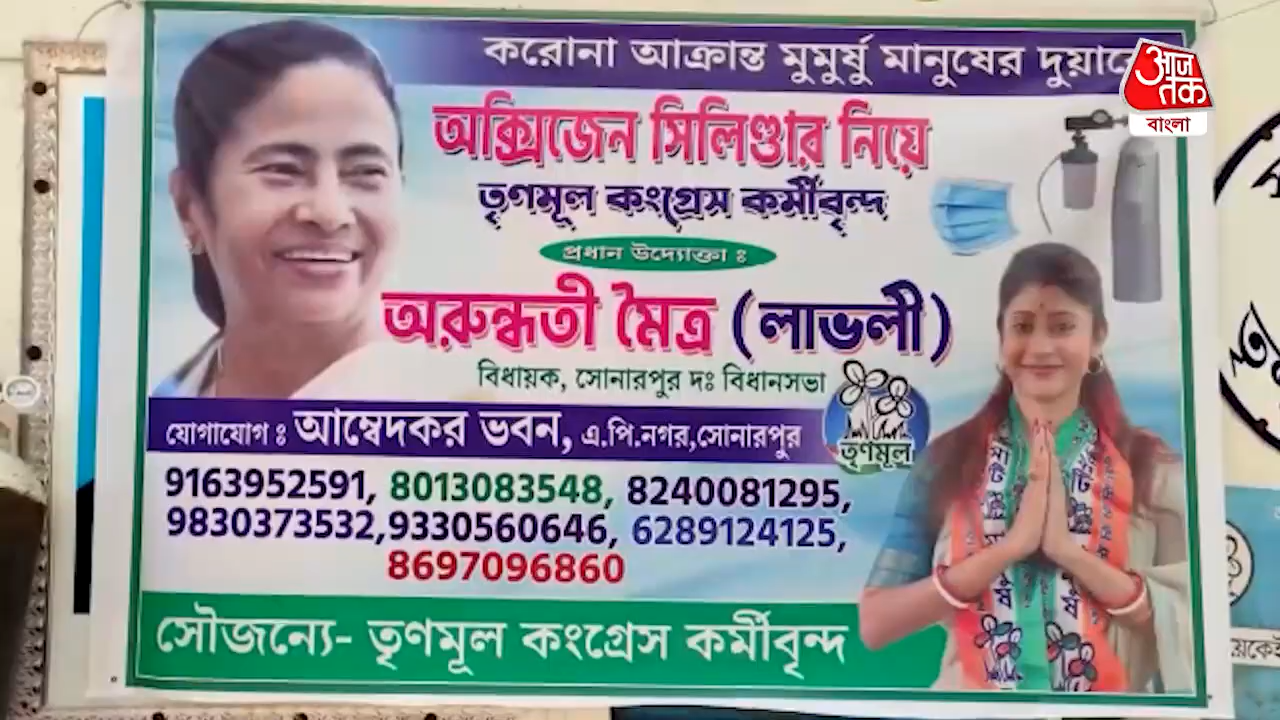 করোনা আক্রান্ত মুমুর্ষু মানুষের
আজ তক
বাংলা
অক্সিজেন সিলিণ্ডার নিয়ে
তৃণমূল কংগ্রেস কর্মীবৃন্দ
প্রধান উদ্যোক্তা ঃ
অরুন্ধতী মৈত্র (লাভলী)
বিধায়ক, সোনারপুর দঃ বিধানসভা
তৃণমূল
যোগাযোগ ঃ আম্বেদকর ভবন, এ.পি.নগর,সোনারপুর
9163952591, 8013083548, 8240081295,
9830373532,9330560646, 6289124125,
8697096860
সৌজন্যে- তৃণমূল কংগ্রেস কর্মীবৃন্দ